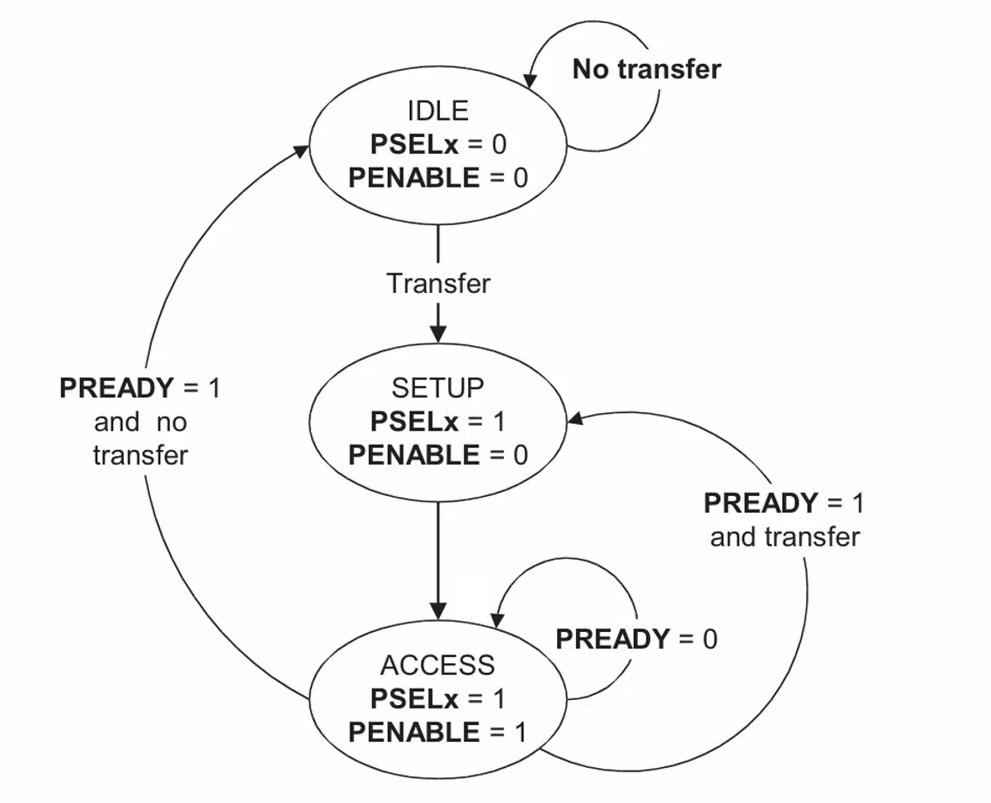 No transfer
IDLE
PSELx = 0
PENABLE = 0
Transfer
SETUP
PSELx = 1
PENABLE = 0
PREADY = 1
and no
transfer
PREADY = 1
and transfer
PREADY = 0
ACCESS
PSELx = 1
PENABLE = 1